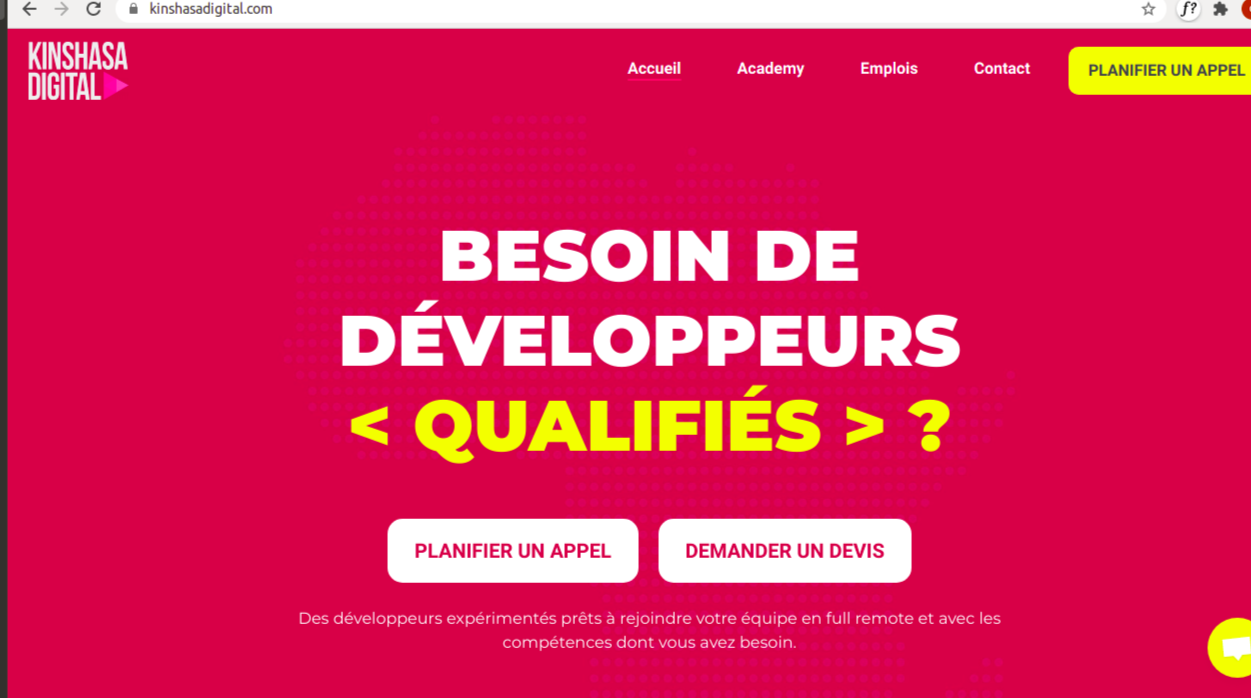 kinshasadigital.com
f?
KINSHASA
DIGITAL
Accueil
Academy
Emplois
Contact
PLANIFIER UN APPEL
BESOIN DE
DÉVELOPPEURS
< QUALIFIÉS > ?
PLANIFIER UN APPEL
DEMANDER UN DEVIS
Des développeurs expérimentés prêts à rejoindre votre équipe en full remote et avec les
compétences dont vous avez besoin.